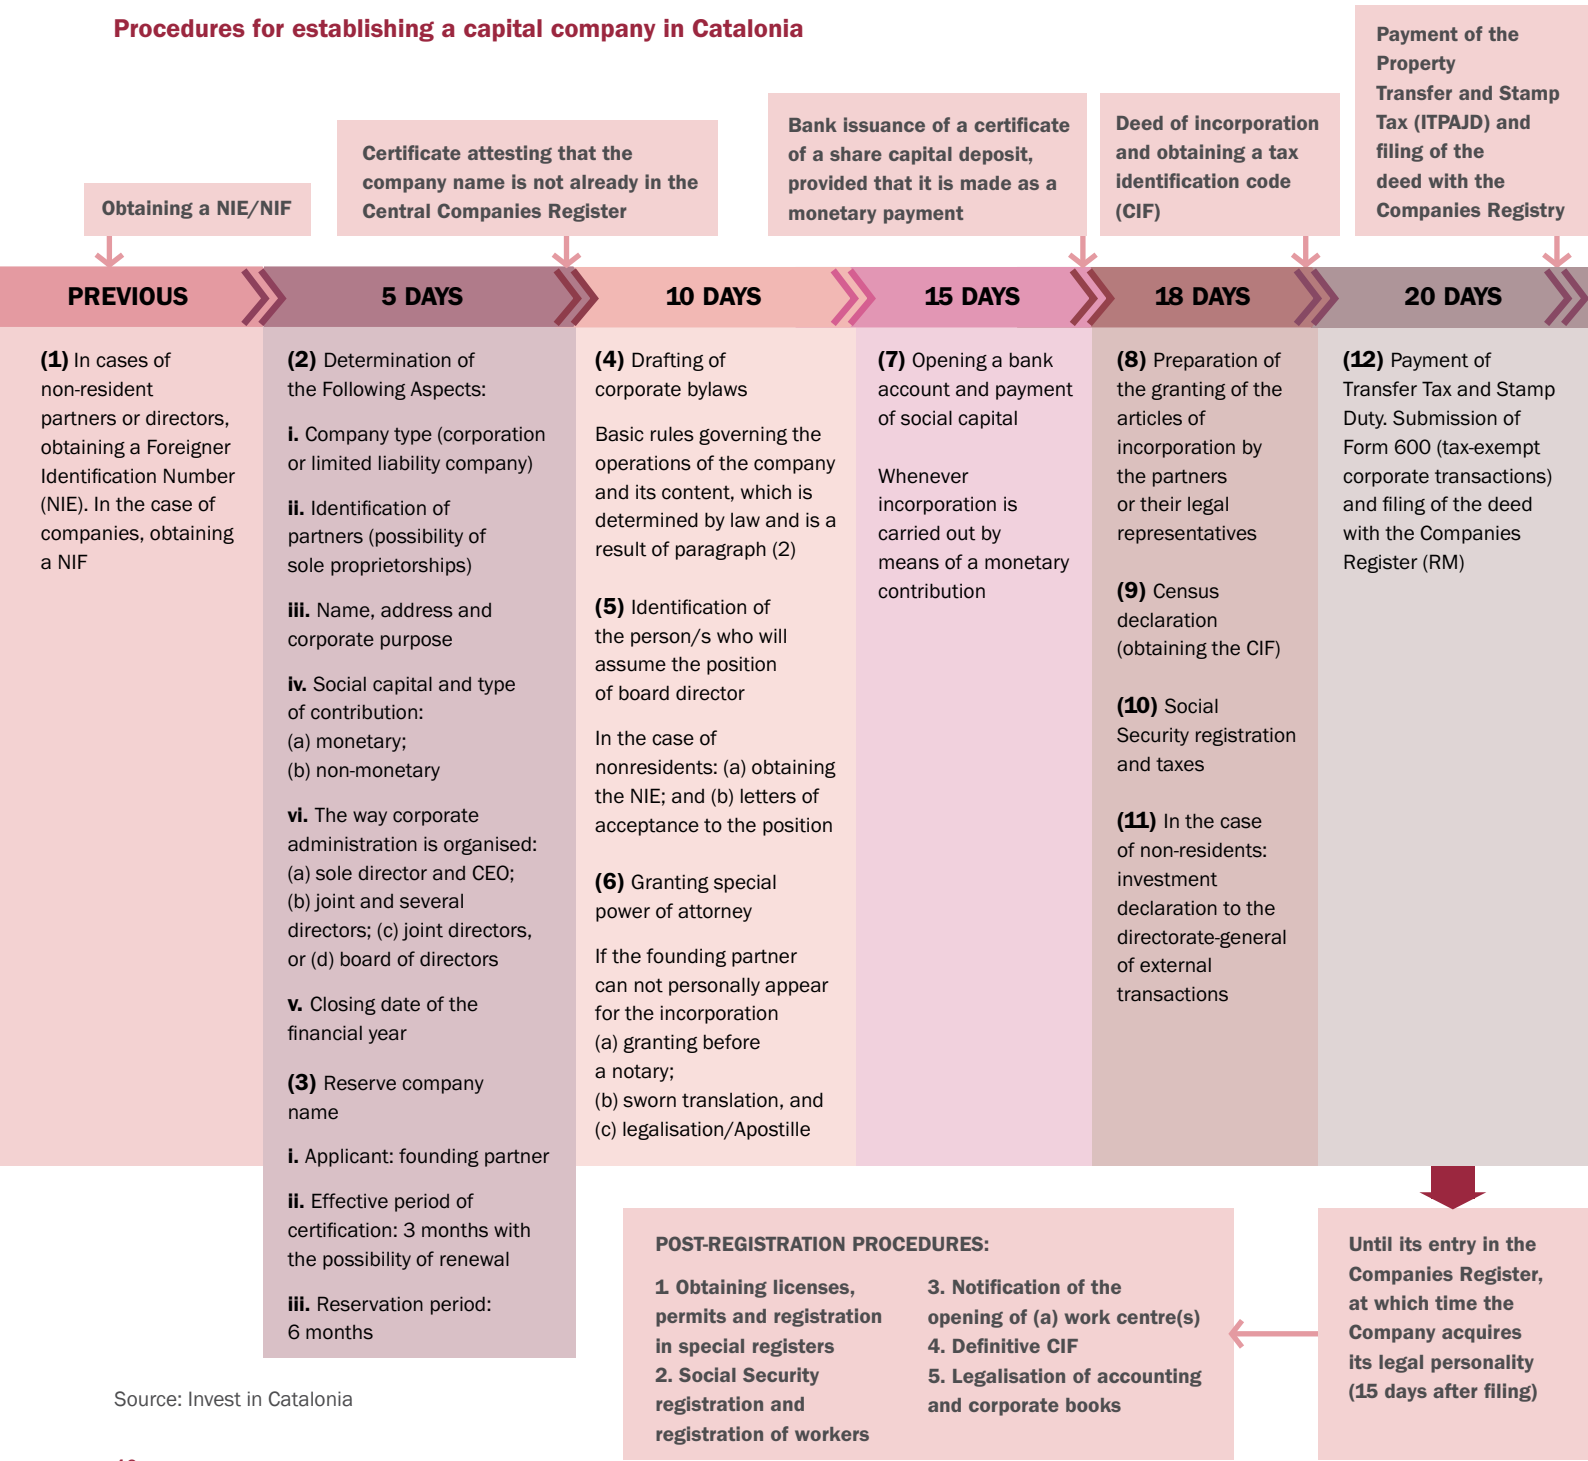 Procedures for establishing a capital company in Catalonia
Obtaining a NIE/NIF
Certificate attesting that the
company name is not already in the
Central Companies Register
Bank issuance of a certificate
of a share capital deposit,
provided that it is made as a
monetary payment
Deed of incorporation
and obtaining a tax
identification code
(CIF)
Payment of the
Property
Transfer and Stamp
Tax (ITPAJD) and
filing of the
deed with the
Companies Registry
PREVIOUS
5 DAYS
10 DAYS
15 DAYS
18 DAYS
20 DAYS
(1) In cases of
non-resident
partners or directors,
obtaining a Foreigner
Identification Number
(NIE). In the case of
companies, obtaining
a NIF
(2) Determination of
the Following Aspects:
i. Company type (corporation
or limited liability company)
ii. Identification of
partners (possibility of
sole proprietorships)
iii. Name, address and
corporate purpose
iv. Social capital and type
of contribution:
(a) monetary;
(b) non-monetary
vi. The way corporate
administration is organised:
(a) sole director and CEO;
(b) joint and several
directors; (c) joint directors,
or (d) board of directors
v. Closing date of the
financial year
(3) Reserve company
name
i. Applicant: founding partner
ii. Effective period of
certification: 3 months with
the possibility of renewal
iii. Reservation period:
6 months
(4) Drafting of
corporate bylaws
Basic rules governing the
operations of the company
and its content, which is
determined by law and is a
result of paragraph (2)
(5) Identification of
the person/s who will
assume the position
of board director
In the case of
nonresidents: (a) obtaining
the NIE; and (b) letters of
acceptance to the position
(6) Granting special
power of attorney
If the founding partner
can not personally appear
for the incorporation
(a) granting before
a notary;
(b) sworn translation, and
(c) legalisation/Apostille
(7) Opening a bank
account and payment
of social capital
Whenever
incorporation is
carried out by
means of a monetary
contribution
(8) Preparation of
the granting of the
articles of
incorporation by
the partners
or their legal
representatives
(9) Census
declaration
(obtaining the CIF)
(10) Social
Security registration
and taxes
(11) In the case
of non-residents:
investment
declaration to the
directorate-general
of external
transactions
(12) Payment of
Transfer Tax and Stamp
Duty. Submission of
Form 600 (tax-exempt
corporate transactions)
and filing of the deed
with the Companies
Register (RM)
Until its entry in the
Companies Register,
at which time the
Company acquires
its legal personality
(15 days after filing)
POST-REGISTRATION PROCEDURES:
1. Obtaining licenses,
permits and registration
in special registers
2. Social Security
registration and
registration of workers
3. Notification of the
opening of (a) work centre(s)
4. Definitive CIF
5. Legalisation of accounting
and corporate books
Source: Invest in Catalonia